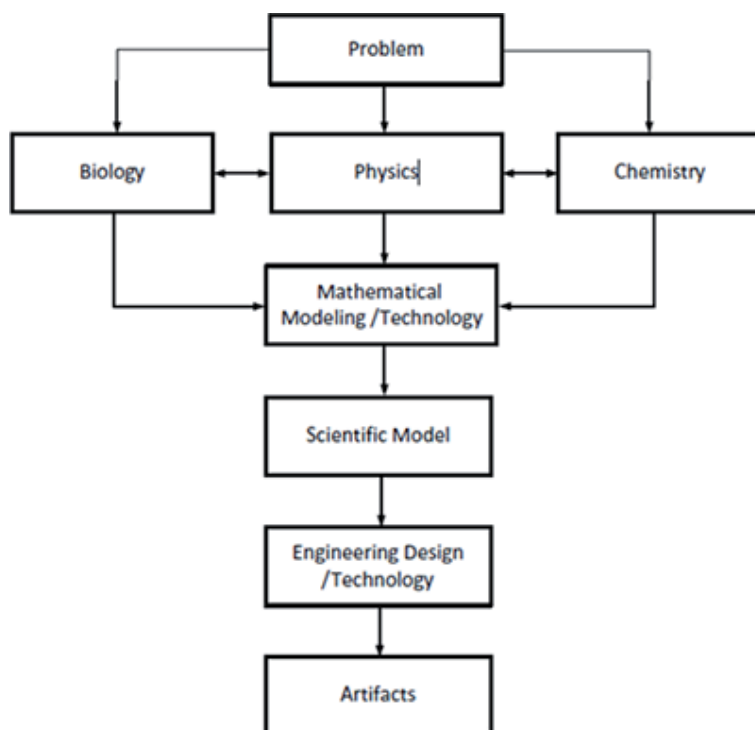 Problem
Biology
Physics
Chemistry
Mathematical
Modeling /Technology
Scientific Model
Engineering Design
/Technology
Artifacts